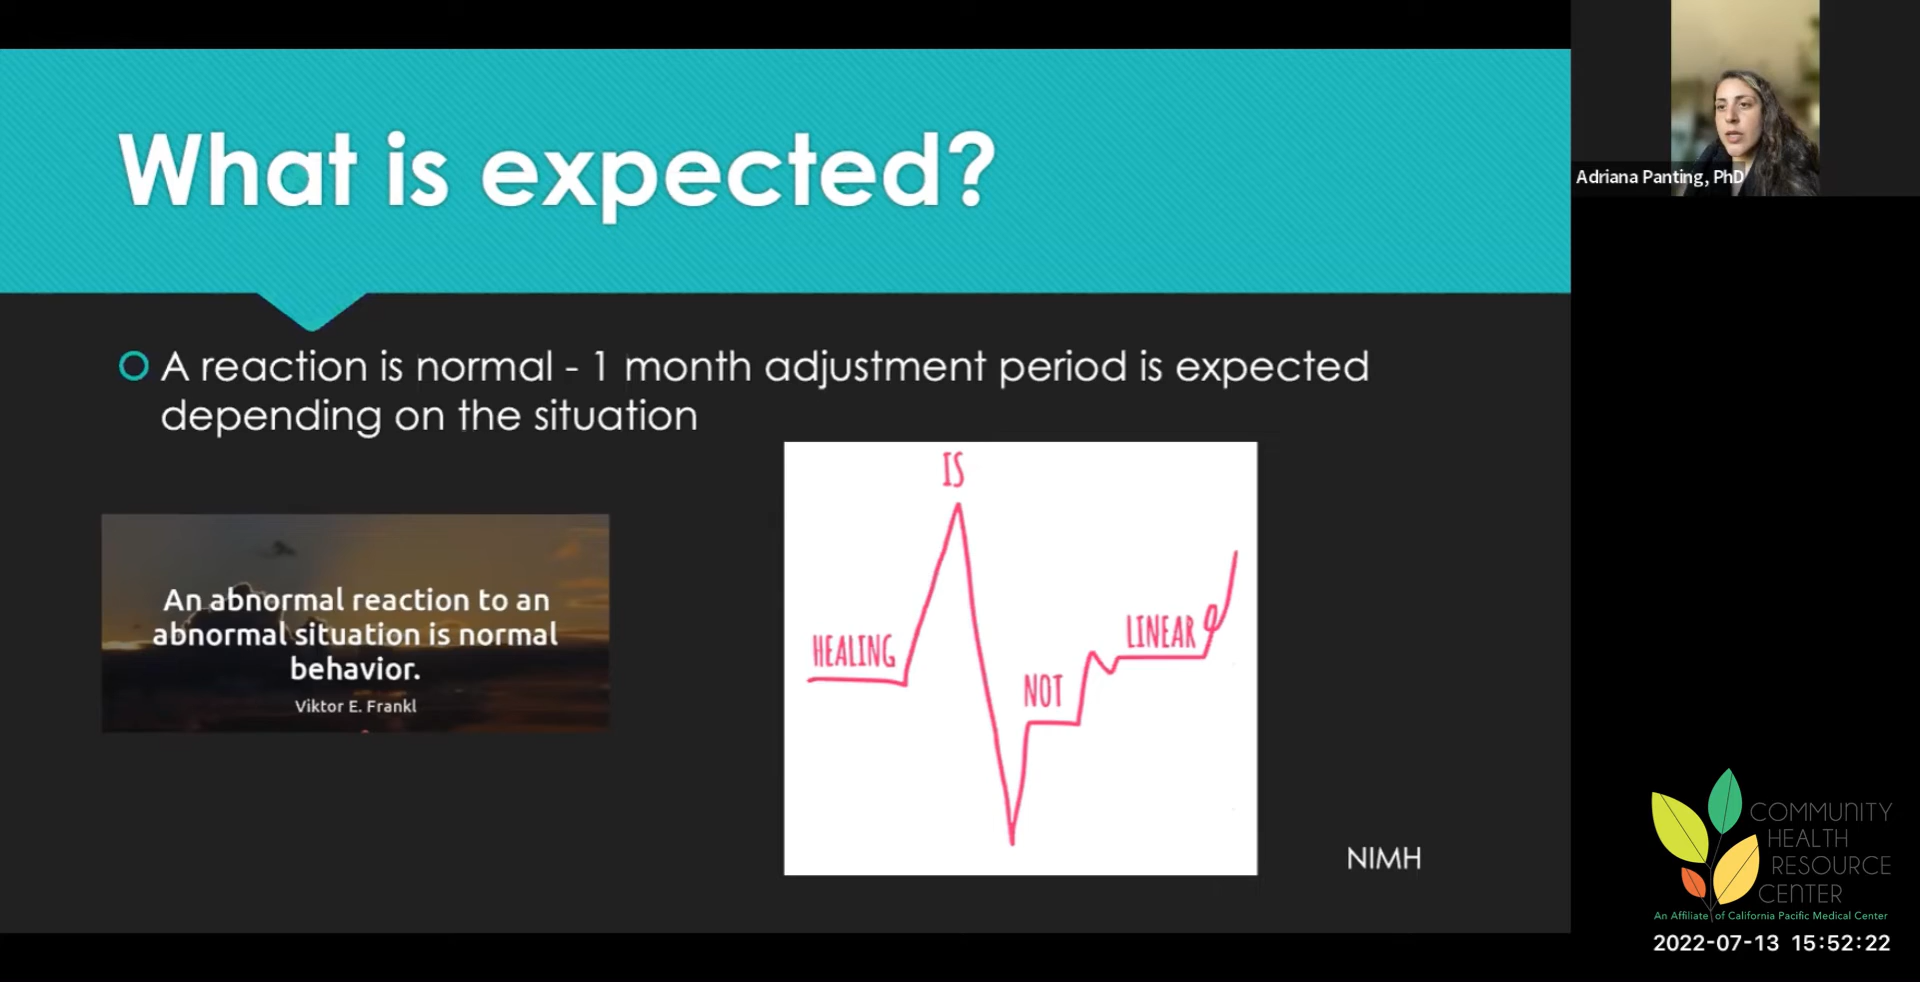 What is expected?
A reaction is normal - 1 month adjustment period is expected
depending on the situation
An abnormal reaction to an
abnormal situation is normal
behavior.
Viktor E. Frankl
HEALING
IS
NOT
LINEAR
NIMH
Adriana Panting, PhD
COMMUNITY
HEALTH
RESOURCE
CENTER
An Affiliate of California Pacific Medical Center
2022-07-13 15:52:22